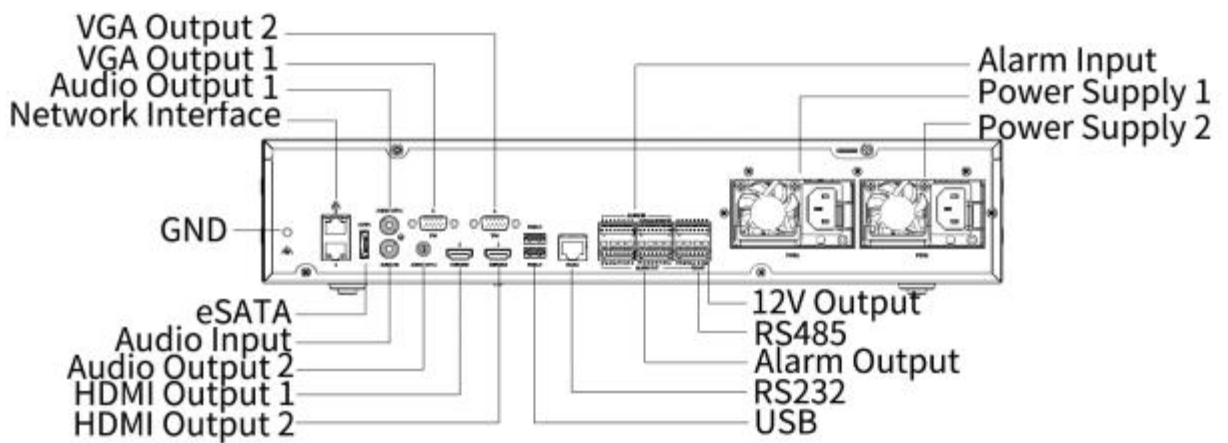 VGA Output 2
VGA Output 1
Audio Output 1
Network Interface
GND
eSATA
Audio Input
Audio Output 2
HDMI Output 1
HDMI Output 2
Alarm Input
Power Supply 1
Power Supply 2
12V Output
RS485
Alarm Output
RS232
USB